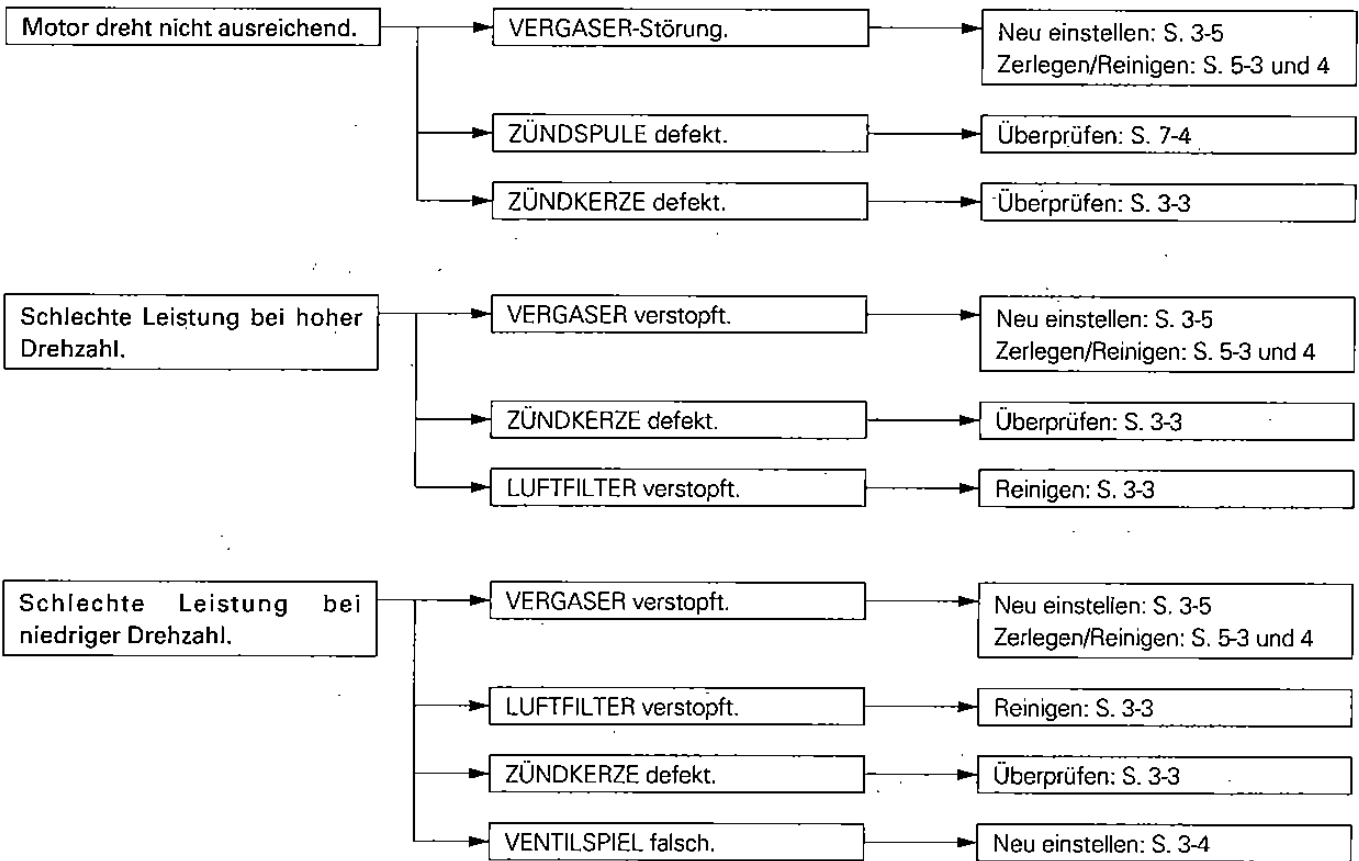 Motor dreht nicht ausreichend.
VERGASER-Störung.
Neu einstellen: S. 3-5
Zerlegen/Reinigen: S. 5-3 und 4
ZÜNDSPULE defekt.
Überprüfen: S. 7-4
ZÜNDKERZE defekt.
Überprüfen: S. 3-3
Schlechte Leistung bei hoher
Drehzahl.
VERGASER verstopft.
Neu einstellen: S. 3-5
Zerlegen/Reinigen: S. 5-3 und 4
ZÜNDKERZE defekt.
Überprüfen: S. 3-3
LUFTFILTER verstopft.
Reinigen: S. 3-3
Schlechte Leistung bei
niedriger Drehzahl.
VERGASER verstopft.
Neu einstellen: S. 3-5
Zerlegen/Reinigen: S. 5-3 und 4
LUFTFILTER verstopft.
Reinigen: S. 3-3
ZÜNDKERZE defekt.
Überprüfen: S. 3-3
VENTILSPIEL falsch.
Neu einstellen: S. 3-4